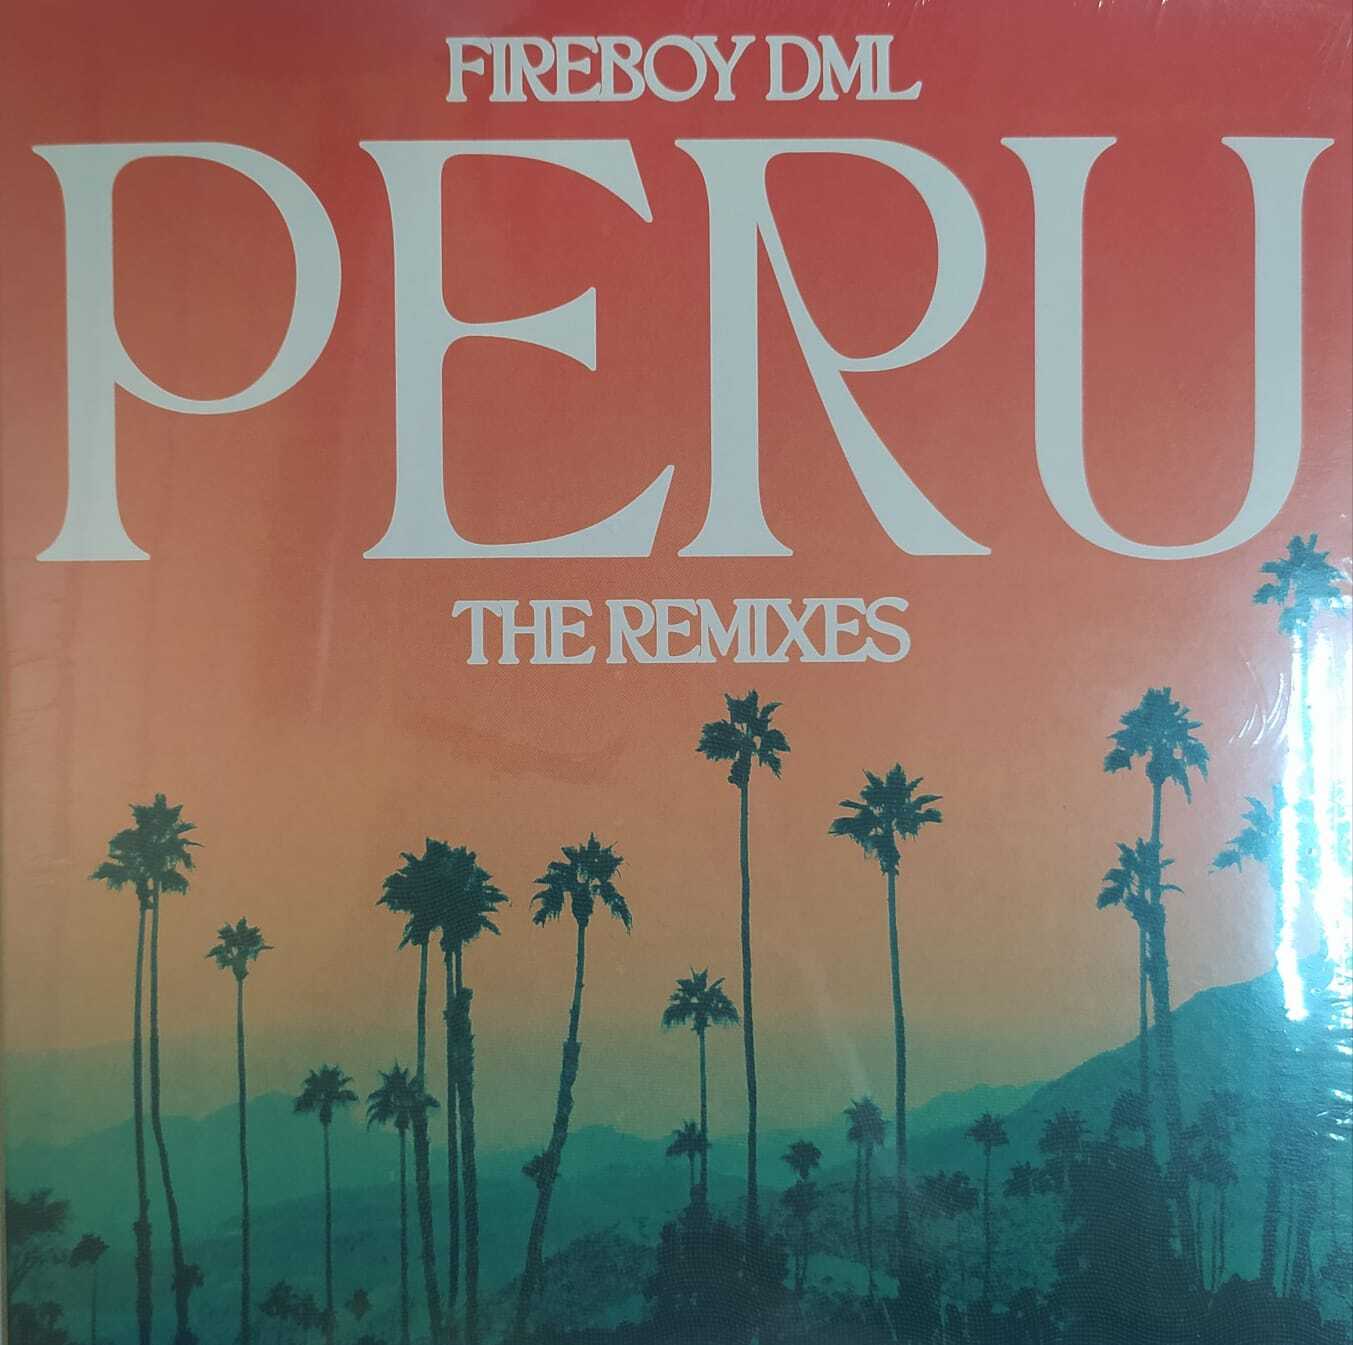 FIREBOY DML
PERU
THE REMIXES